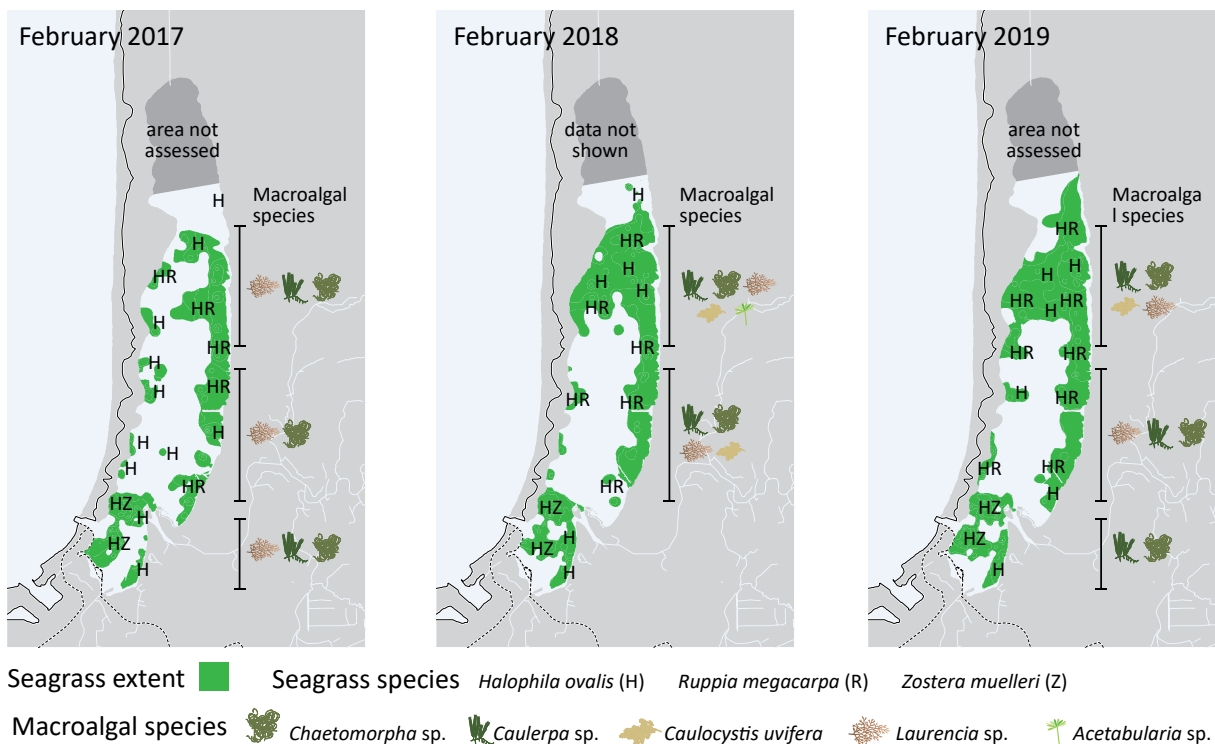 February 2017
area not
assessed
Macroalgal
species
H
H
HR
HR
H
HR
H
HR
H
H
H
H
H
HR
HZ
H
HZ
H
February 2018
data not
shown
Macroalgal
species
H
HR
H
H
H
HR
HR
HR
HR
HR
HZ
H
HZ
H
February 2019
area not
assessed
Macroalga
l species
HR
H
H
HR
HR
H
HR
HR
H
HR
HR
HR
H
HZ
HZ
H
Seagrass extent
Seagrass species Halophila ovalis (H) Ruppia megacarpa (R) Zostera muelleri (Z)
Macroalgal species Chaetomorpha sp. Caulerpa sp. Caulocystis uvifera Laurencia sp. Acetabularia sp.